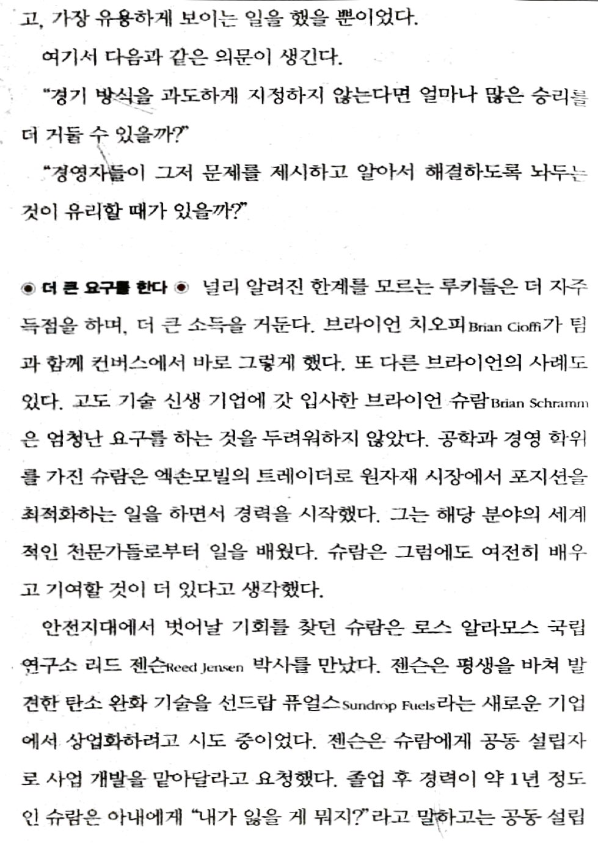 고, 가장 유용하게 보이는 일을 했을 뿐이었다.
여기서 다음과 같은 의문이 생긴다.
“경기 방식을 과도하게 지정하지 않는다면 얼마나 많은 승리를
더 거둘 수 있을까?”
“경영자들이 그저 문제를 제시하고 알아서 해결하도록 놔두는
것이 유리할 때가 있을까?”
◉ 더 큰 요구를 한다 ◉ 널리 알려진 한계를 모르는 루키들은 더 자주
득점을 하며, 더 큰 소득을 거둔다. 브라이언 치오피Brian Cioffi가 팀
과 함께 컨버스에서 바로 그렇게 했다. 또 다른 브라이언의 사례도
있다. 고도 기술 신생 기업에 갓 입사한 브라이언 슈람Brian Schramm
은 엄청난 요구를 하는 것을 두려워하지 않았다. 공학과 경영 학위
를 가진 슈람은 엑손모빌의 트레이더로 원자재 시장에서 포지션을
최적화하는 일을 하면서 경력을 시작했다. 그는 해당 분야의 세계
적인 전문가들로부터 일을 배웠다. 슈람은 그럼에도 여전히 배우
고 기여할 것이 더 있다고 생각했다.
안전지대에서 벗어날 기회를 찾던 슈람은 로스 알라모스 국립
연구소 리드 젠슨Reed Jensen 박사를 만났다. 젠슨은 평생을 바쳐 발
견한 탄소 완화 기술을 선드랍 퓨얼스Sundrop Fuels라는 새로운 기업
에서 상업화하려고 시도 중이었다. 젠슨은 슈람에게 공동 설립자
로 사업 개발을 맡아달라고 요청했다. 졸업 후 경력이 약 1년 정도
인 슈람은 아내에게 “내가 잃을 게 뭐지?”라고 말하고는 공동 설립